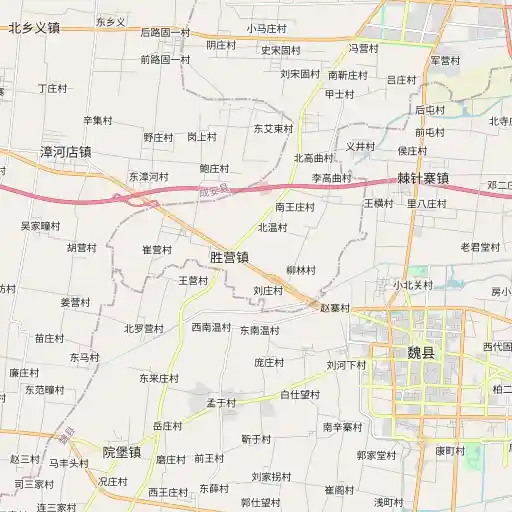 北乡义镇
东乡义
后路固一村
小马庄村
阴庄村
史宋固村
冯营村
前路固一村
军营村
刘宋固村
南靳庄村
吕庄村
丁庄村
甲士村
后屯村
辛集村
东艾束村
北寺庄
前屯村
野庄村
岗上村
义井村
漳河店镇
侯庄村
北高曲村
鲍庄村
东漳河村
李高曲村
棘针寨镇
邓二庄
成安县
王横村
里八庄村
南王庄村
吴家疃村
北温村
胡营村
崔营村
老君堂村
胜营镇
柳林村
王营村
小北关村
刘庄村
房小
姜营村
赵寨村
北罗营村
西南温村
东南温村
苗庄村
西代固
魏县
东马村
庞庄村
刘河下村
廉庄村
东来庄村
东范疃村
白仕望村
柏二
孟于村
岳庄村
南辛寨村
魏县
靳于村
院堡镇
康町村
郭家堂村
赵三村
马丰头村
磨庄村
前王村
司三家村
况庄村
刘家拐村
西王庄村
东薛村
崔阁村
连三家村
郭仕望村
浅町村